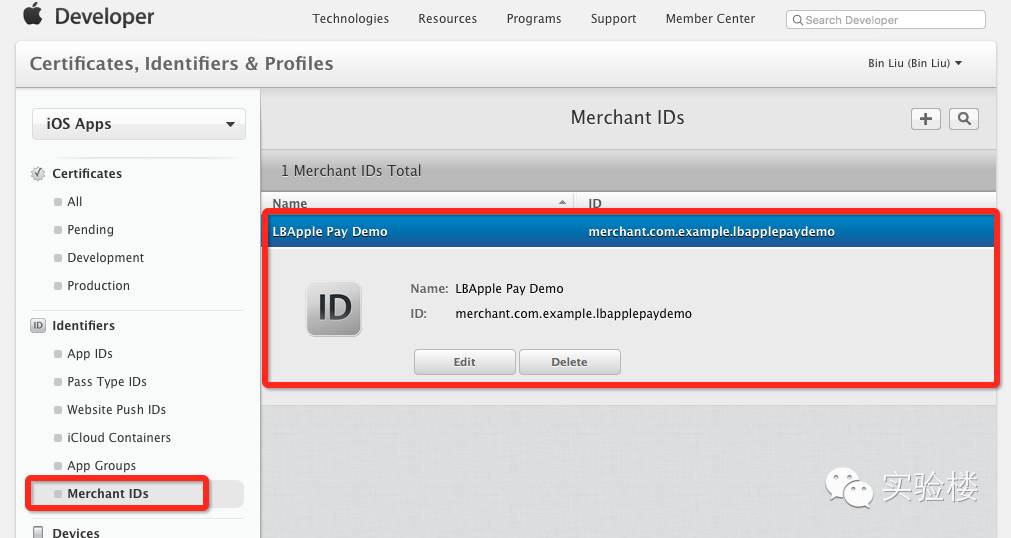 Developer
Technologies Resources Programs Support Member Center Search Developer
Certificates, Identifiers & Profiles Bin Liu (Bin Liu)
iOS Apps
Merchant IDs
1 Merchant IDs Total
Certificates
All
Pending
Development
Production
Identifiers
ID
App IDs
Pass Type IDs
Website Push IDs
iCloud Containers
App Groups
Merchant IDs
Devices
Name ID
LBApple Pay Demo merchant.com.example.lbapplepaydemo
ID
Name: LBApple Pay Demo
ID: merchant.com.example.lbapplepaydemo
Edit Delete
实验楼